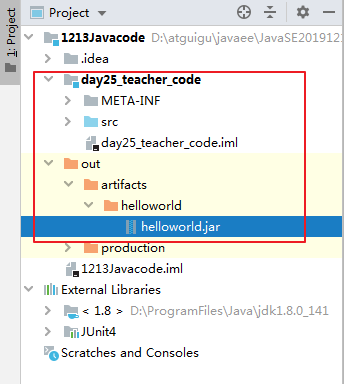 1: Project
Project
1213Javacode D:\atguigu\javaee\JavaSE2019121
.idea
day25_teacher_code
META-INF
src
day25_teacher_code.iml
out
artifacts
helloworld
helloworld.jar
production
1213Javacode.iml
External Libraries
< 1.8 > D:\ProgramFiles\Java\jdk1.8.0_141
JUnit4
Scratches and Consoles